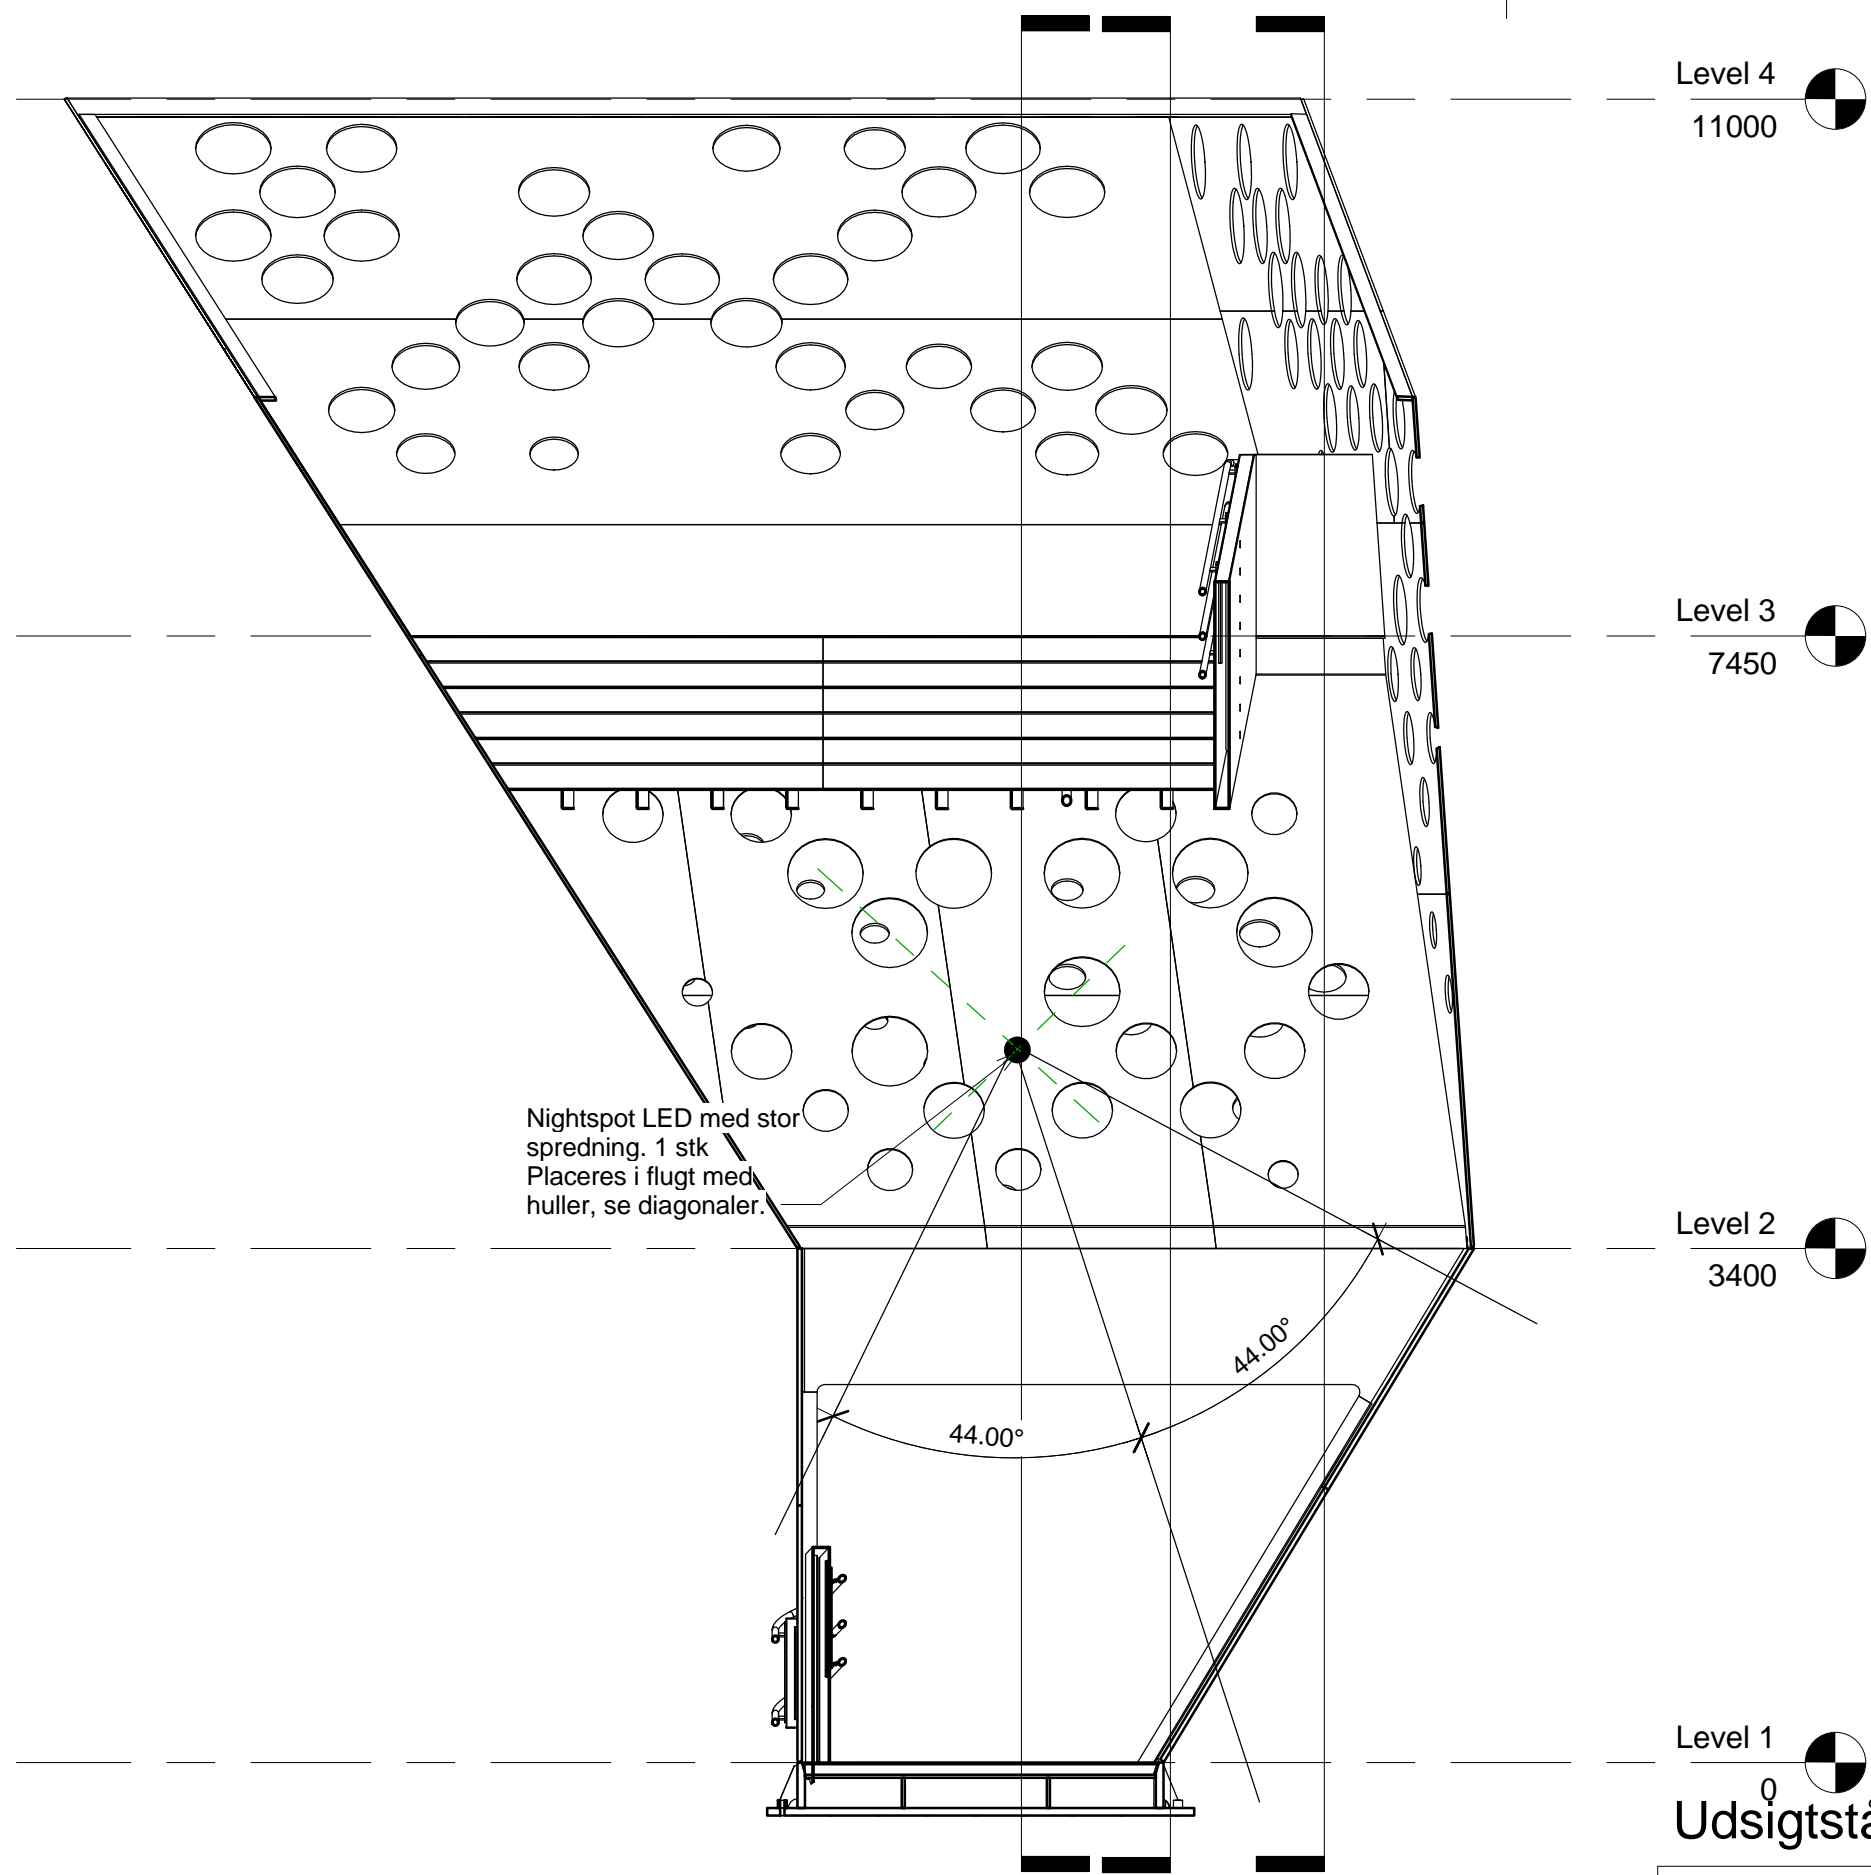 Level 4
11000
Level 3
7450
Nightspot LED med stor
spredning. 1 stk
Placeres i flugt med
huller, se diagonaler.
Level 2
3400
44.00°
44.00°
Level 1
0